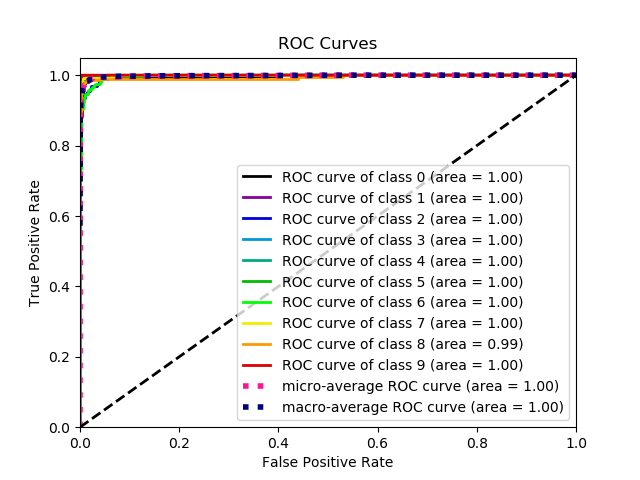 ROC Curves
True Positive Rate
1.0
0.8
0.6
0.4
0.2
0.0
ROC curve of class 0 (area = 1.00)
ROC curve of class 1 (area = 1.00)
ROC curve of class 2 (area = 1.00)
ROC curve of class 3 (area = 1.00)
ROC curve of class 4 (area = 1.00)
ROC curve of class 5 (area = 1.00)
ROC curve of class 6 (area = 1.00)
ROC curve of class 7 (area = 1.00)
ROC curve of class 8 (area = 0.99)
ROC curve of class 9 (area = 1.00)
micro-average ROC curve (area = 1.00)
macro-average ROC curve (area = 1.00)
0.0 0.2 0.4 0.6 0.8 1.0
False Positive Rate